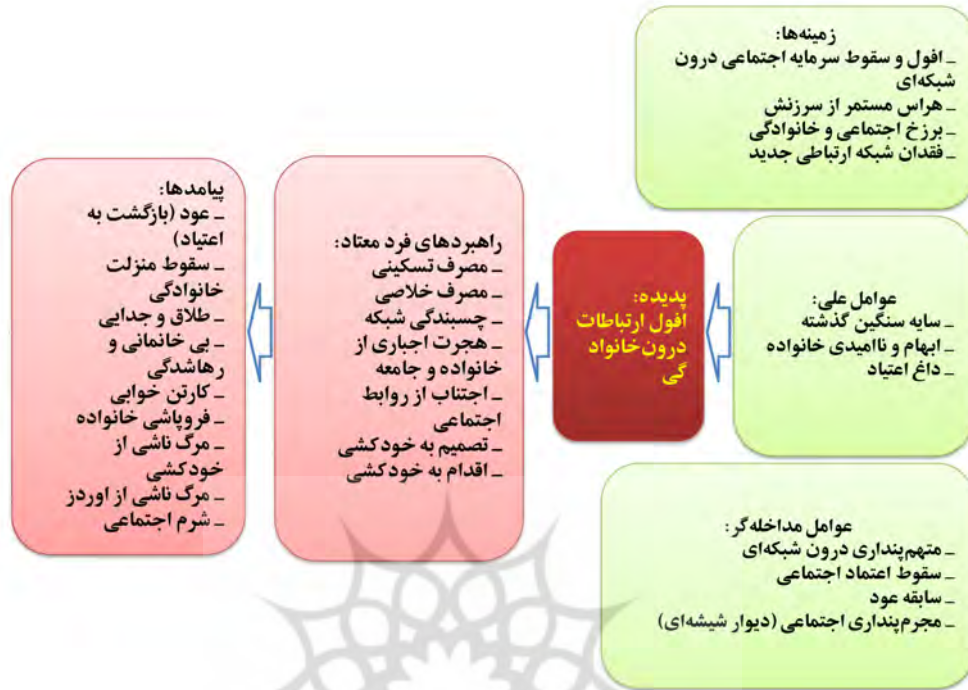 زمینه‌ها:
ـ افول و سقوط سرمایه اجتماعی درون
شبکه‌ای
ـ هراس مستمر از سرزنش
ـ برزخ اجتماعی و خانوادگی
ـ فقدان شبکه ارتباطی جدید
عوامل علی:
ـ سایه سنگین گذشته
ـ ابهام و ناامیدی خانواده
ـ داغ اعتیاد
عوامل مداخله‌گر:
ـ متهم‌پنداری درون شبکه‌ای
ـ سقوط اعتماد اجتماعی
ـ سابقه عود
ـ مجرم‌پنداری اجتماعی (دیوار شیشه‌ای)
پدیده:
افول ارتباطات
درون‌خانواد
گی
راهبردهای فرد معتاد:
ـ مصرف تسکینی
ـ مصرف خلاصی
ـ چسبندگی شبکه
ـ هجرت اجباری از
خانواده و جامعه
ـ اجتناب از روابط
اجتماعی
ـ تصمیم به خودکشی
ـ اقدام به خودکشی
پیامدها:
ـ عود (بازگشت به
اعتیاد)
ـ سقوط منزلت
خانوادگی
ـ طلاق و جدایی
ـ بی خانمانی و
رهاشدگی
ـ کارتن خوابی
ـ فروپاشی خانواده
ـ مرگ ناشی از
خودکشی
ـ مرگ ناشی از اوردز
ـ شرم اجتماعی